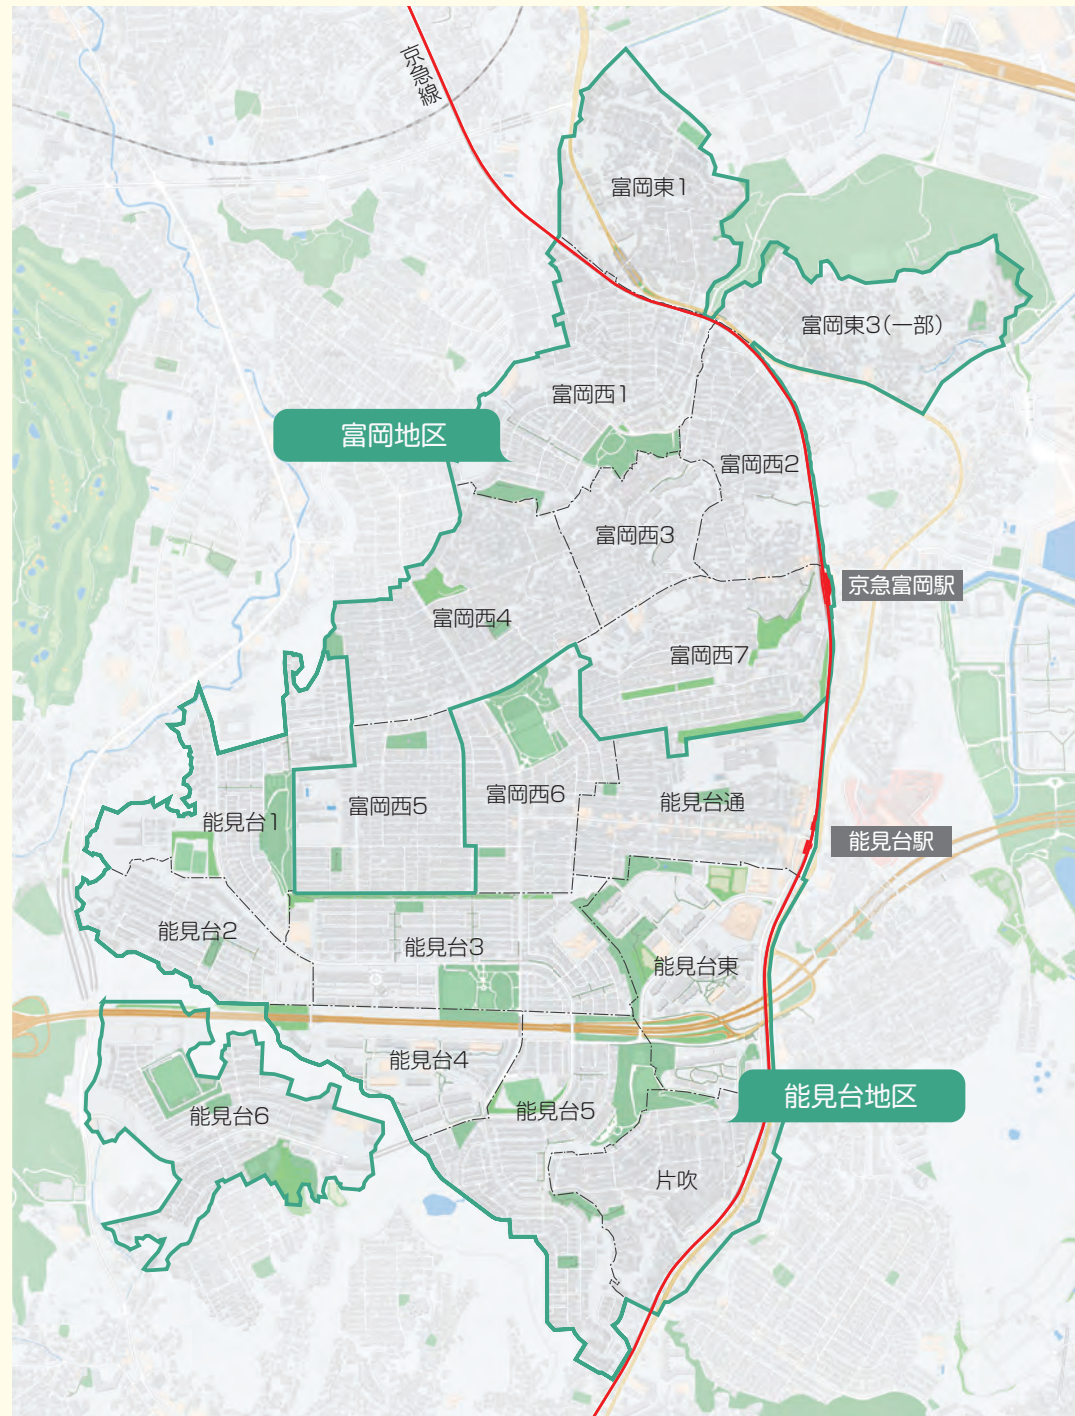 京急線
富岡東1
富岡東3(一部)
富岡西1
富岡地区
富岡西2
富岡西3
京急富岡駅
富岡西4
富岡西7
富岡西6
能見台通
富岡西5
能見台1
能見台駅
能見台2
能見台3
能見台東
能見台4
能見台地区
能見台5
能見台6
片吹